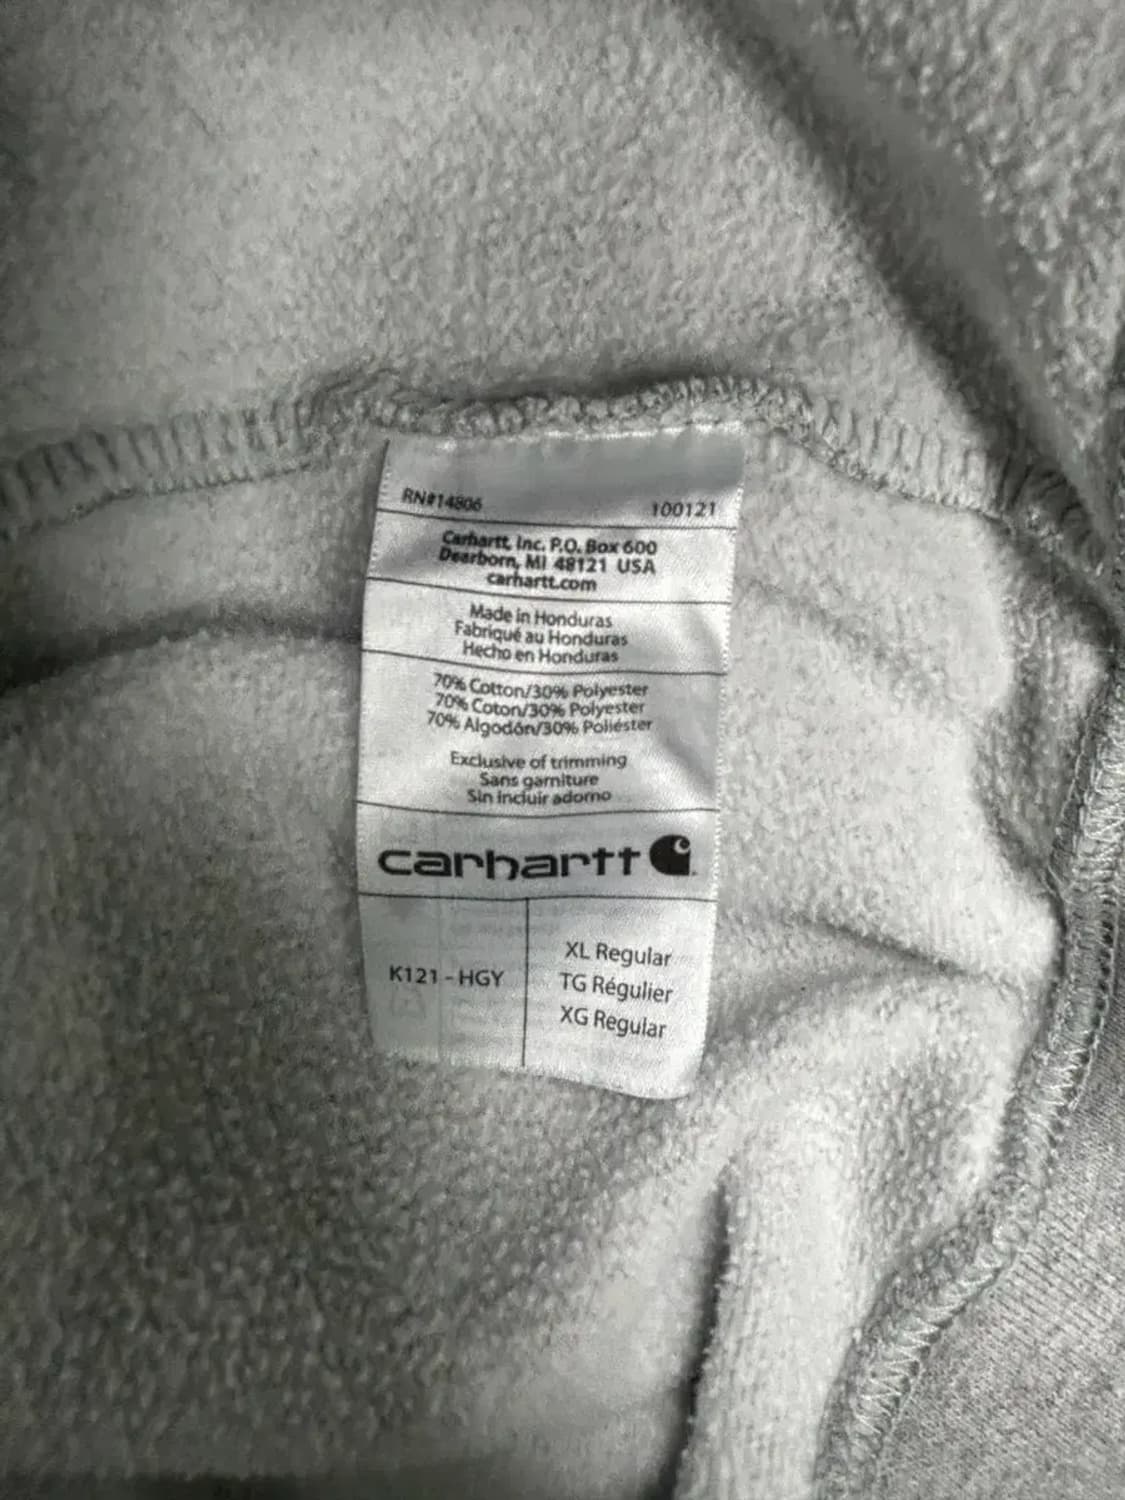 RN#14806 100121
Carhartt, Inc. P.O. Box 600
Dearborn, MI 48121 USA
carhartt.com
Made in Honduras
Fabriqué au Honduras
Hecho en Honduras
70% Cotton/30% Polyester
70% Coton/30% Polyester
70% Algodón/30% Poliéster
Exclusive of trimming
Sans garniture
Sin incluir adorno
carhartt
K121 - HGY
XL Regular
TG Régulier
XG Regular